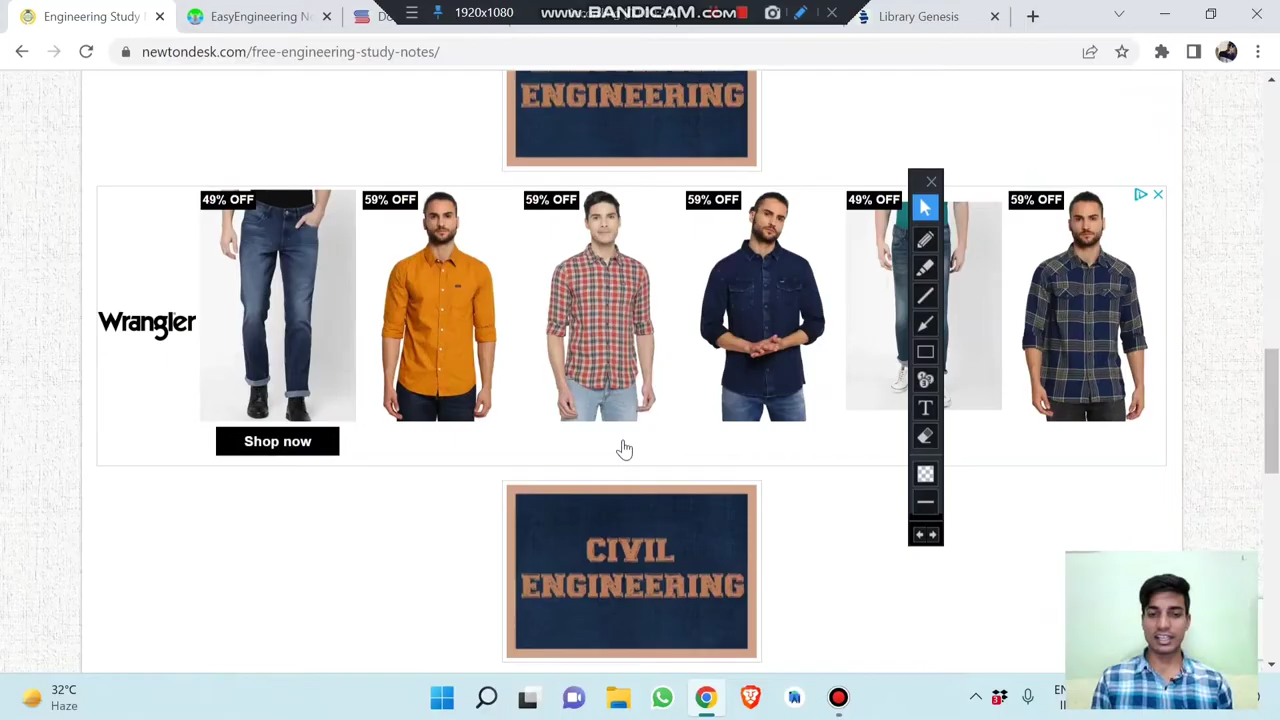 Engineering Study
EasyEngineering N
1920x1080
www.BANDICAM.com
Library Genesis
newtondesk.com/free-engineering-study-notes/
ENGINEERING
49% OFF
59% OFF
59% OFF
59% OFF
49% OFF
59% OFF
Wrangler
Shop now
T
CIVIL
ENGINEERING
32°C
Haze